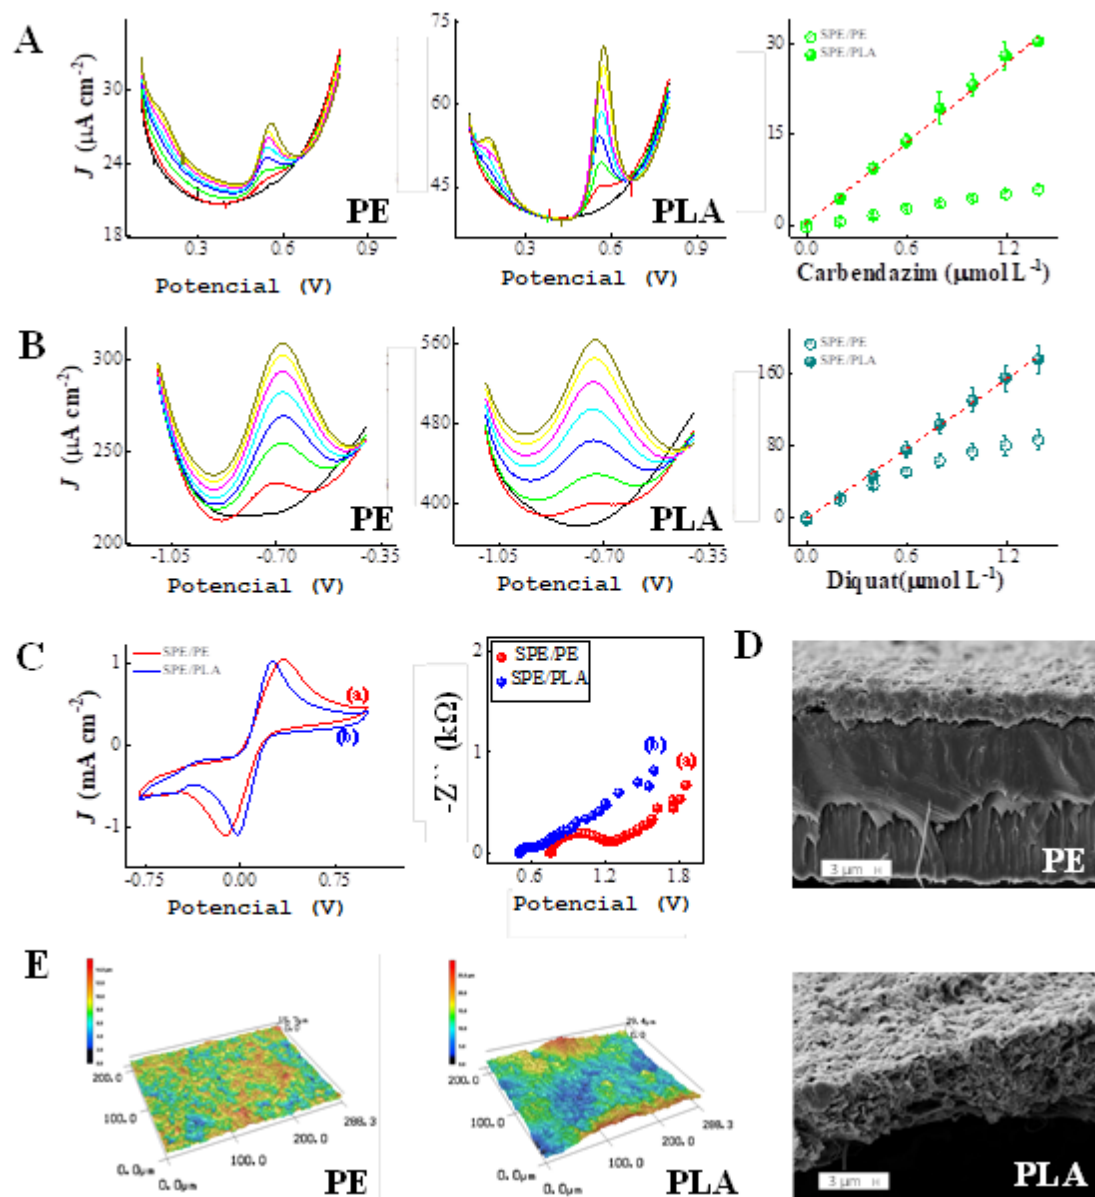 A
J (µA cm⁻²)
30
24
18
PE
0.3
0.6
0.9
Potencial (V)
75
60
45
PLA
0.3
0.6
0.9
Potencial (V)
SPE/PE
SPE/PLA
30
15
0
0.0
0.6
1.2
Carbendazim (µmol L⁻¹)
B
J (µA cm⁻²)
300
250
200
PE
-1.05
-0.70
-0.35
Potencial (V)
560
480
400
PLA
-1.05
-0.70
-0.35
Potencial (V)
SPE/PE
SPE/PLA
160
80
0
0.0
0.6
1.2
Diquat(µmol L⁻¹)
C
SPE/PE
SPE/PLA
J (mA cm⁻²)
1
0
-1
(a)
(b)
-0.75
0.00
0.75
Potencial (V)
-Z`` (kΩ)
2
1
0
SPE/PE
SPE/PLA
(b)
(a)
0.6
1.2
1.8
Potencial (V)
D
3 µm
PE
E
200.0
100.0
0.0µm
0.0µm
100.0
200.0
288.3
PE
200.0
100.0
0.0µm
0.0µm
100.0
200.0
288.3
PLA
3 µm
PLA